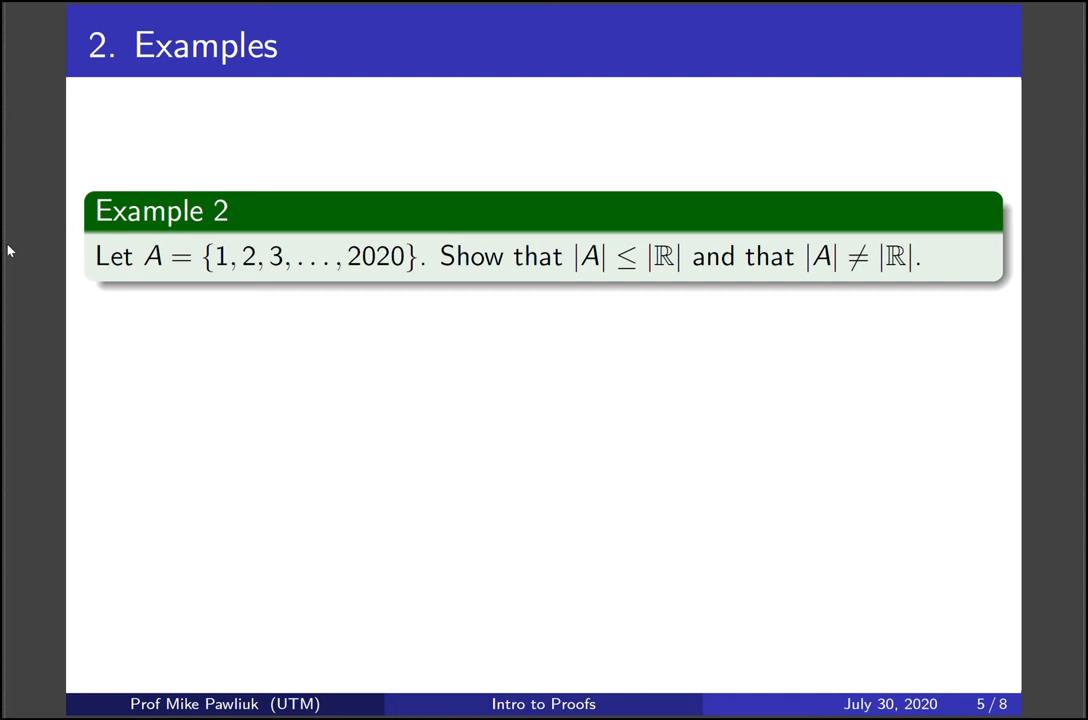 2. Examples
Example 2
Let A = {1, 2, 3, . . . , 2020}. Show that |A| ≤ |ℝ| and that |A| ≠ |ℝ|.
Prof Mike Pawliuk (UTM) Intro to Proofs July 30, 2020 5 / 8